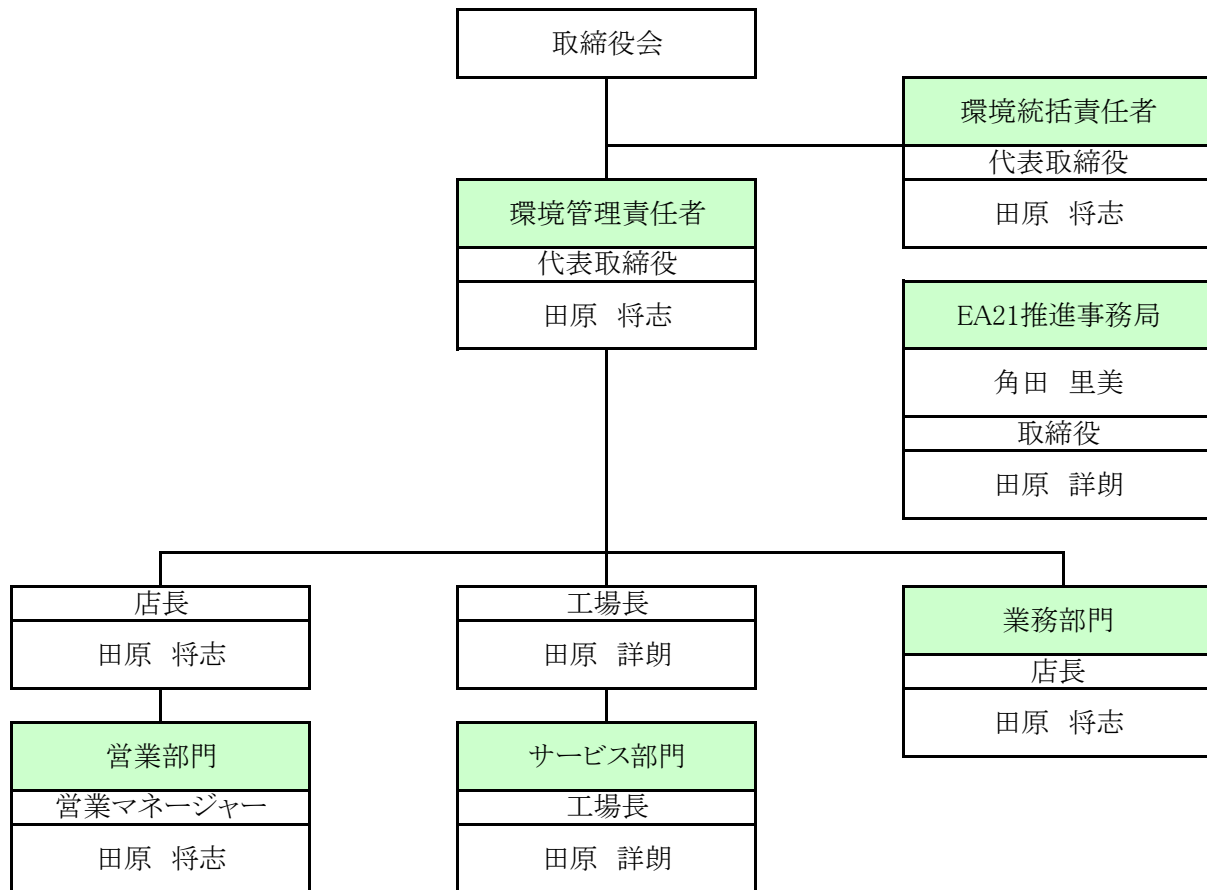 取締役会
環境統括責任者
代表取締役
田原 将志
環境管理責任者
代表取締役
田原 将志
EA21推進事務局
角田 里美
取締役
田原 詳朗
店長
田原 将志
営業部門
営業マネージャー
田原 将志
工場長
田原 詳朗
サービス部門
工場長
田原 詳朗
業務部門
店長
田原 将志